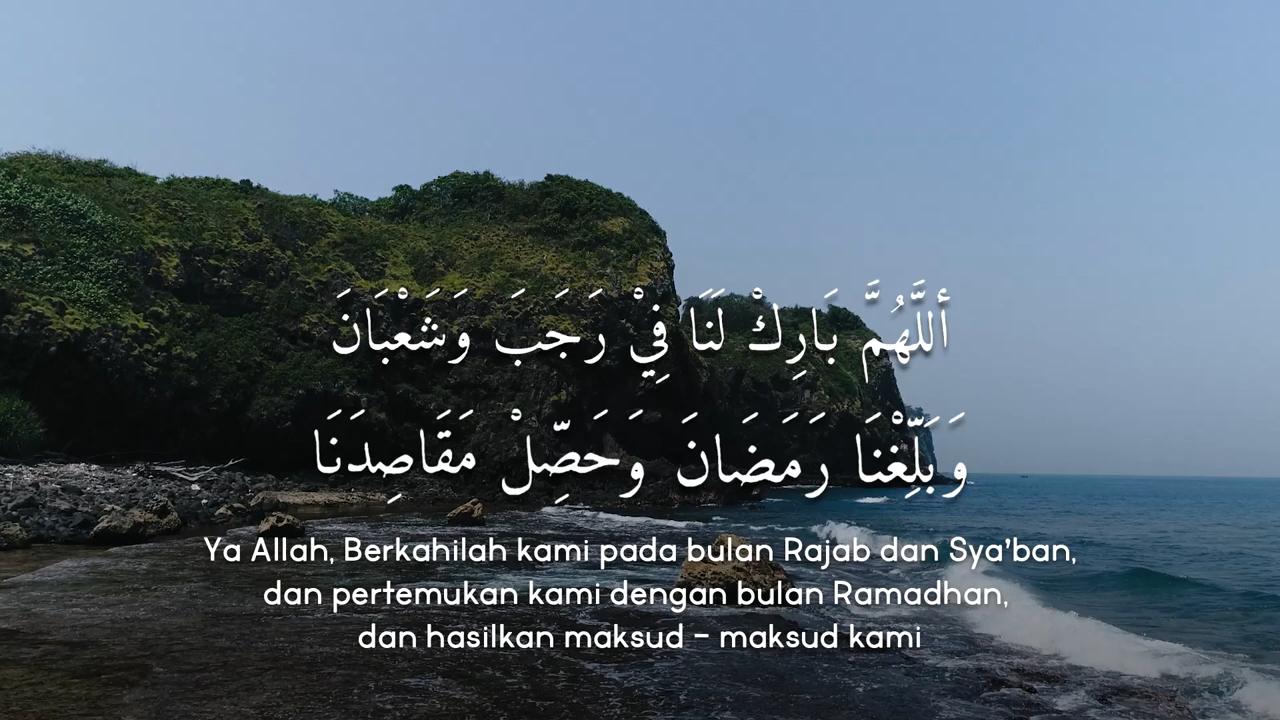 أَللَّهُمَّ بَارِكْ لَنَا فِيْ رَجَبَ وَشَعْبَانَ
وَبَلِّغْنَا رَمَضَانَ وَحَصِّلْ مَقَاصِدَنَا
Ya Allah, Berkahilah kami pada bulan Rajab dan Sya'ban,
dan pertemukan kami dengan bulan Ramadhan,
dan hasilkan maksud - maksud kami